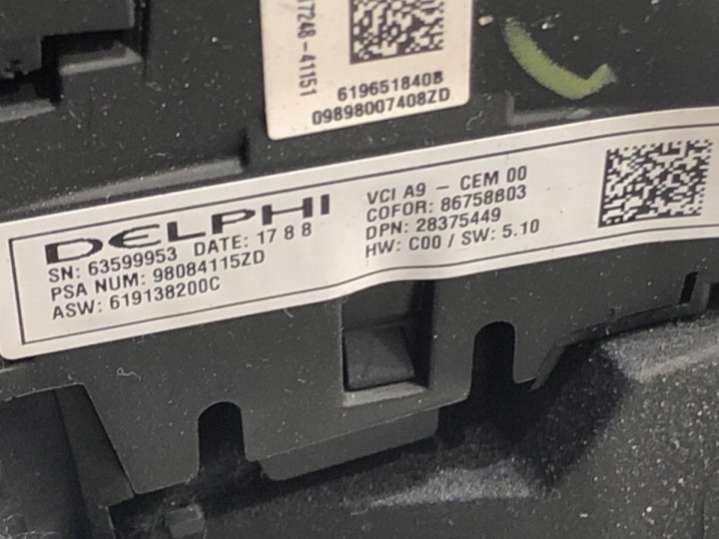 7248-41151
6196518408
09898007408ZD
DELPHI
SN: 63599953 DATE: 17 8 8
PSA NUM: 98084115ZD
ASW: 619138200C
VCI A9 - CEM 00
COFOR: 86758803
DPN: 28375449
HW: C00 / SW: 5.10